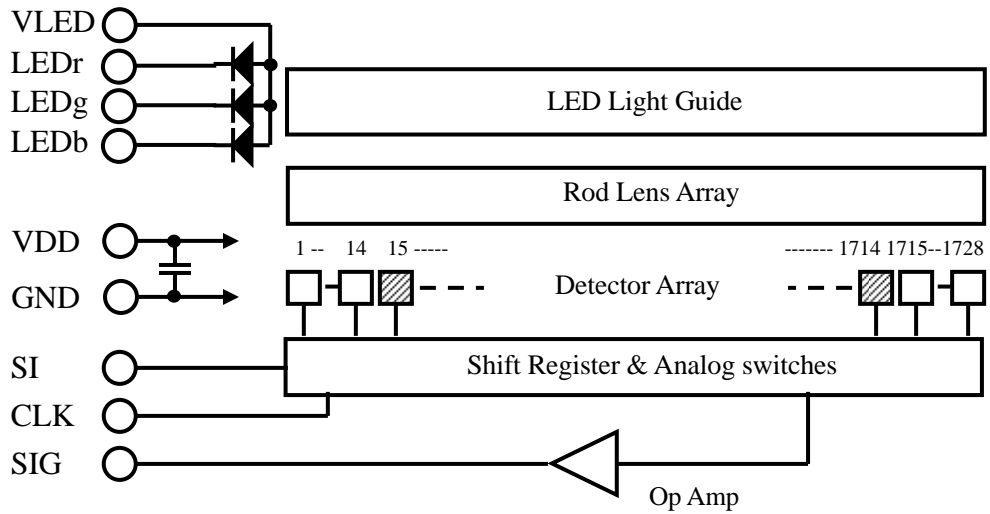 VLED
LEDr
LEDg
LEDb
LED Light Guide
Rod Lens Array
VDD
GND
1 -- 14 15 ----- ------- 1714 1715--1728
Detector Array
SI
Shift Register & Analog switches
CLK
SIG
Op Amp